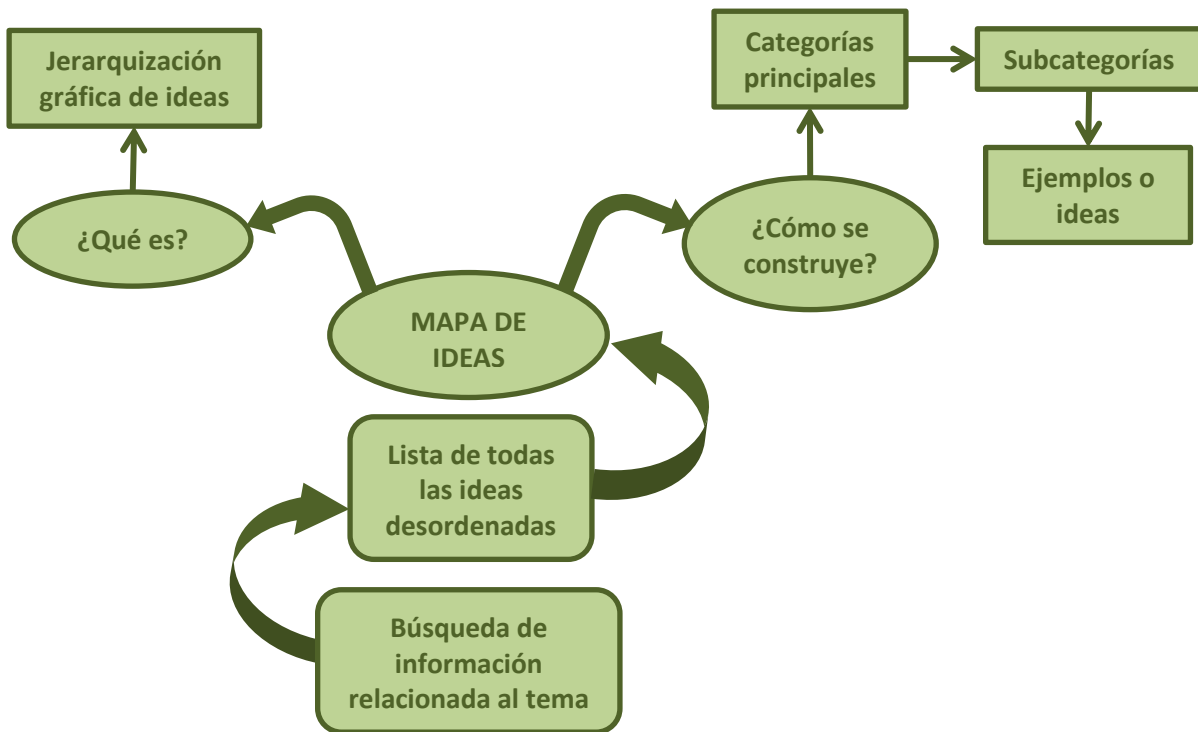 Jerarquización
gráfica de ideas
¿Qué es?
Categorías
principales
Subcategorías
Ejemplos o
ideas
¿Cómo se
construye?
MAPA DE
IDEAS
Lista de todas
las ideas
desordenadas
Búsqueda de
información
relacionada al tema